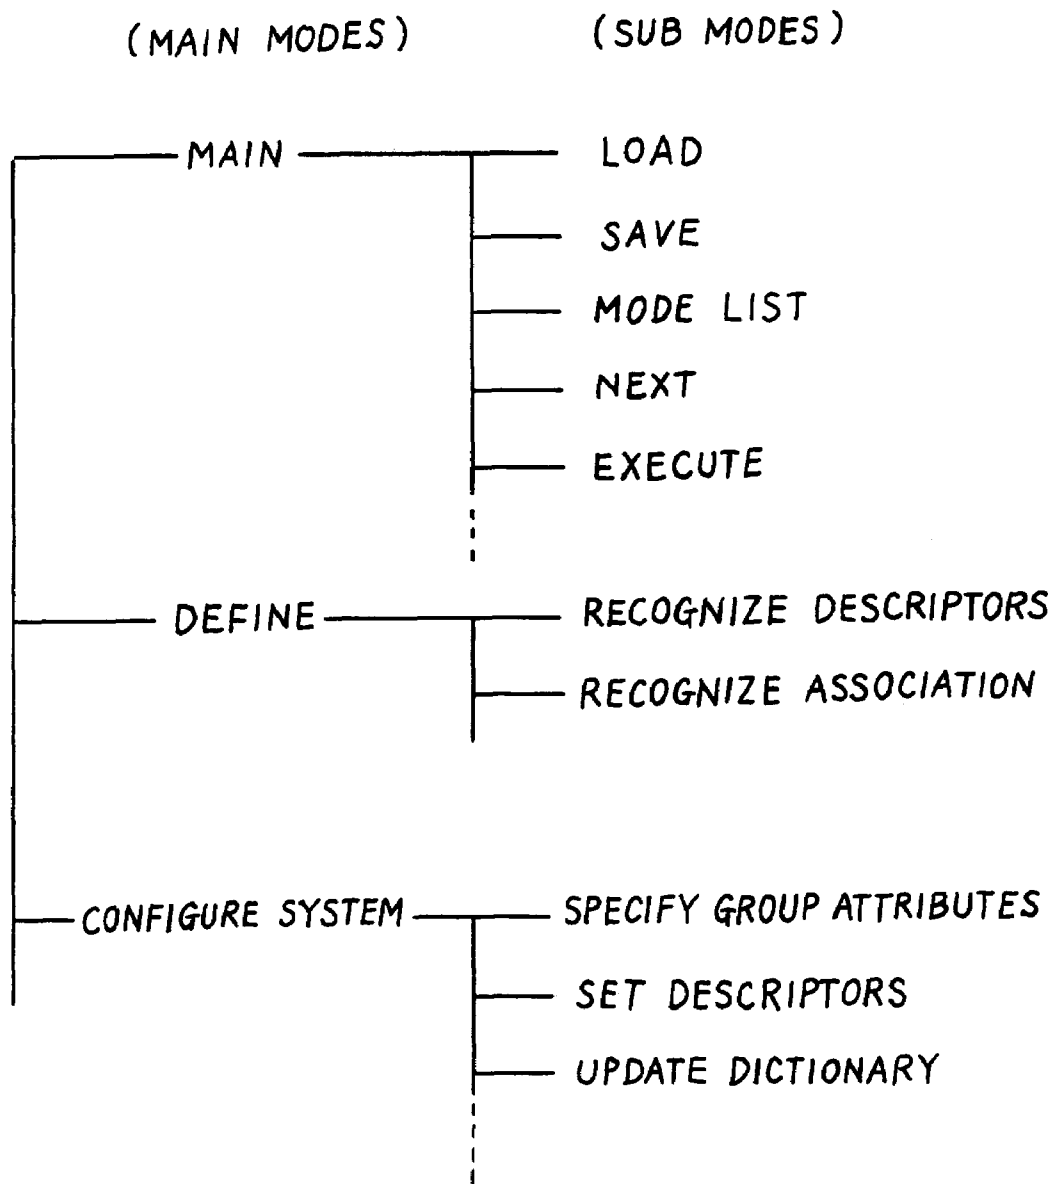 (MAIN MODES) (SUB MODES)
MAIN LOAD
SAVE
MODE LIST
NEXT
EXECUTE
DEFINE RECOGNIZE DESCRIPTORS
RECOGNIZE ASSOCIATION
CONFIGURE SYSTEM SPECIFY GROUP ATTRIBUTES
SET DESCRIPTORS
UPDATE DICTIONARY